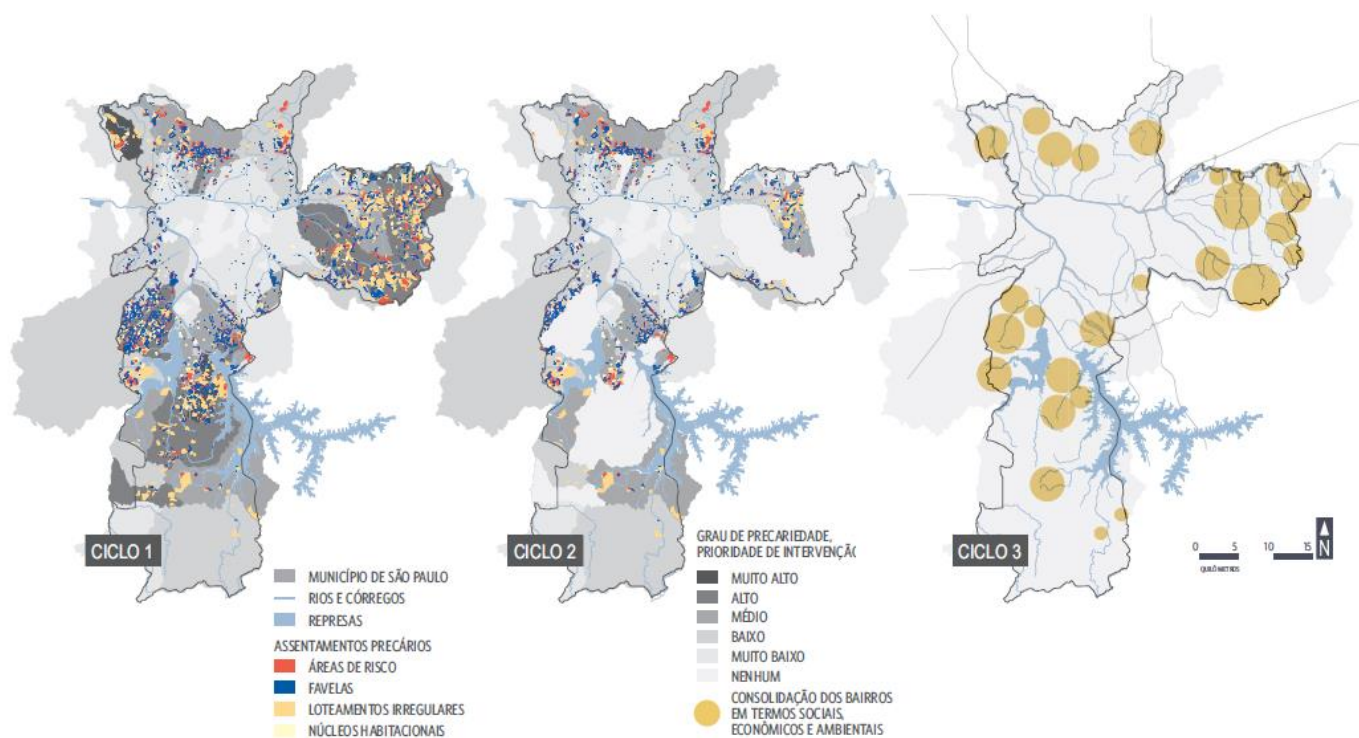 CICLO 1
MUNICÍPIO DE SÃO PAULO
RIOS E CÓRREGOS
REPRESAS
ASSENTAMENTOS PRECÁRIOS
ÁREAS DE RISCO
FAVELAS
LOTEAMENTOS IRREGULARES
NÚCLEOS HABITACIONAIS
CICLO 2
GRAU DE PRECARIEDADE,
PRIORIDADE DE INTERVENÇÃ
MUITO ALTO
ALTO
MÉDIO
BAIXO
MUITO BAIXO
NENHUM
CONSOLIDAÇÃO DOS BAIRROS
EM TERMOS SOCIAIS,
ECONÔMICOS E AMBIENTAIS
CICLO 3
0 5 10 15
QUILÔMETROS
N